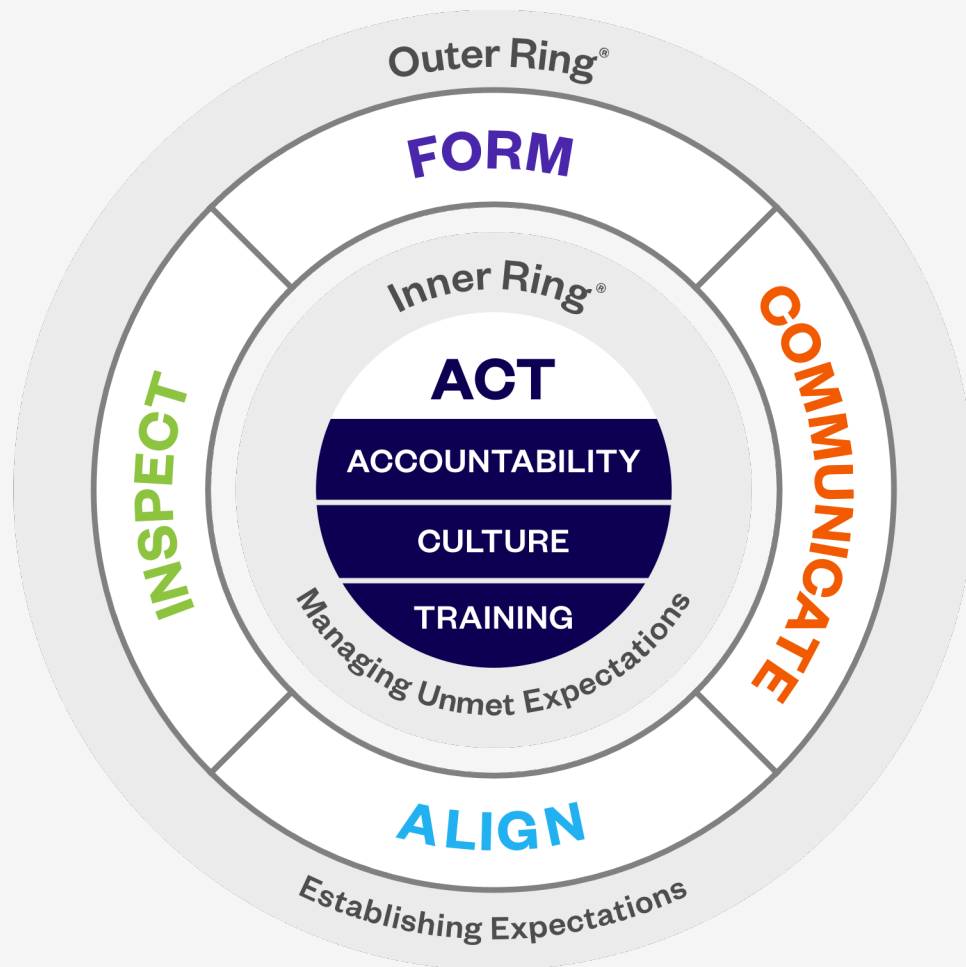 Outer Ring®
FORM
COMMUNICATE
ALIGN
INSPECT
Establishing Expectations
Inner Ring®
ACT
ACCOUNTABILITY
CULTURE
TRAINING
Managing Unmet Expectations